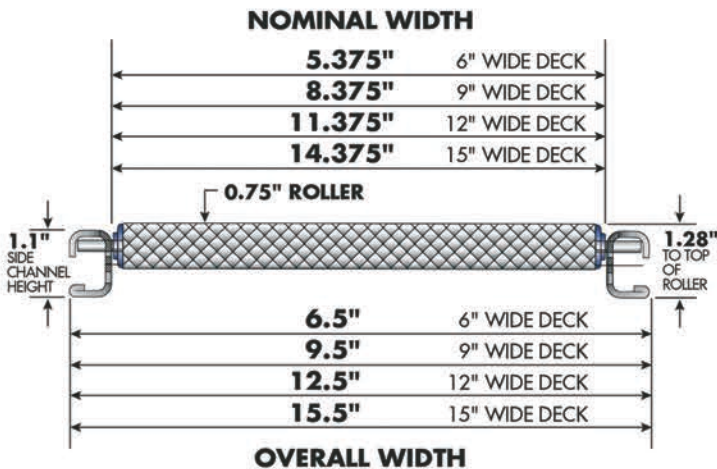 NOMINAL WIDTH
5.375" 6" WIDE DECK
8.375" 9" WIDE DECK
11.375" 12" WIDE DECK
14.375" 15" WIDE DECK
0.75" ROLLER
1.1"
SIDE
CHANNEL
HEIGHT
1.28"
TO TOP
OF
ROLLER
6.5" 6" WIDE DECK
9.5" 9" WIDE DECK
12.5" 12" WIDE DECK
15.5" 15" WIDE DECK
OVERALL WIDTH